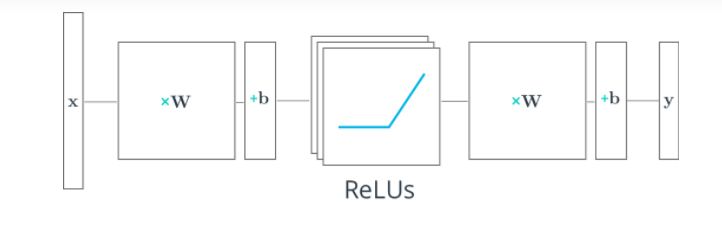 x ×W +b ×W +b y
ReLUs